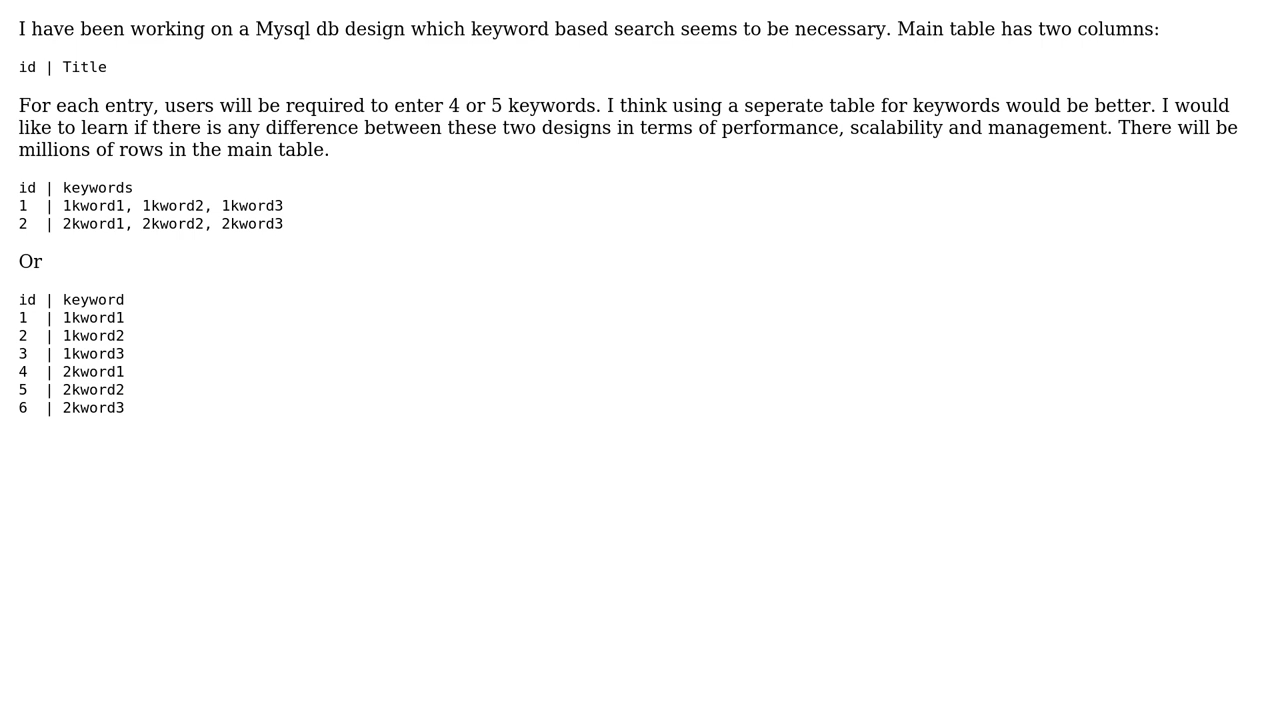 I have been working on a Mysql db design which keyword based search seems to be necessary. Main table has two columns:
id | Title
For each entry, users will be required to enter 4 or 5 keywords. I think using a seperate table for keywords would be better. I would
like to learn if there is any difference between these two designs in terms of performance, scalability and management. There will be
millions of rows in the main table.
id | keywords
1  | 1kword1, 1kword2, 1kword3
2  | 2kword1, 2kword2, 2kword3
Or
id | keyword
1  | 1kword1
2  | 1kword2
3  | 1kword3
4  | 2kword1
5  | 2kword2
6  | 2kword3